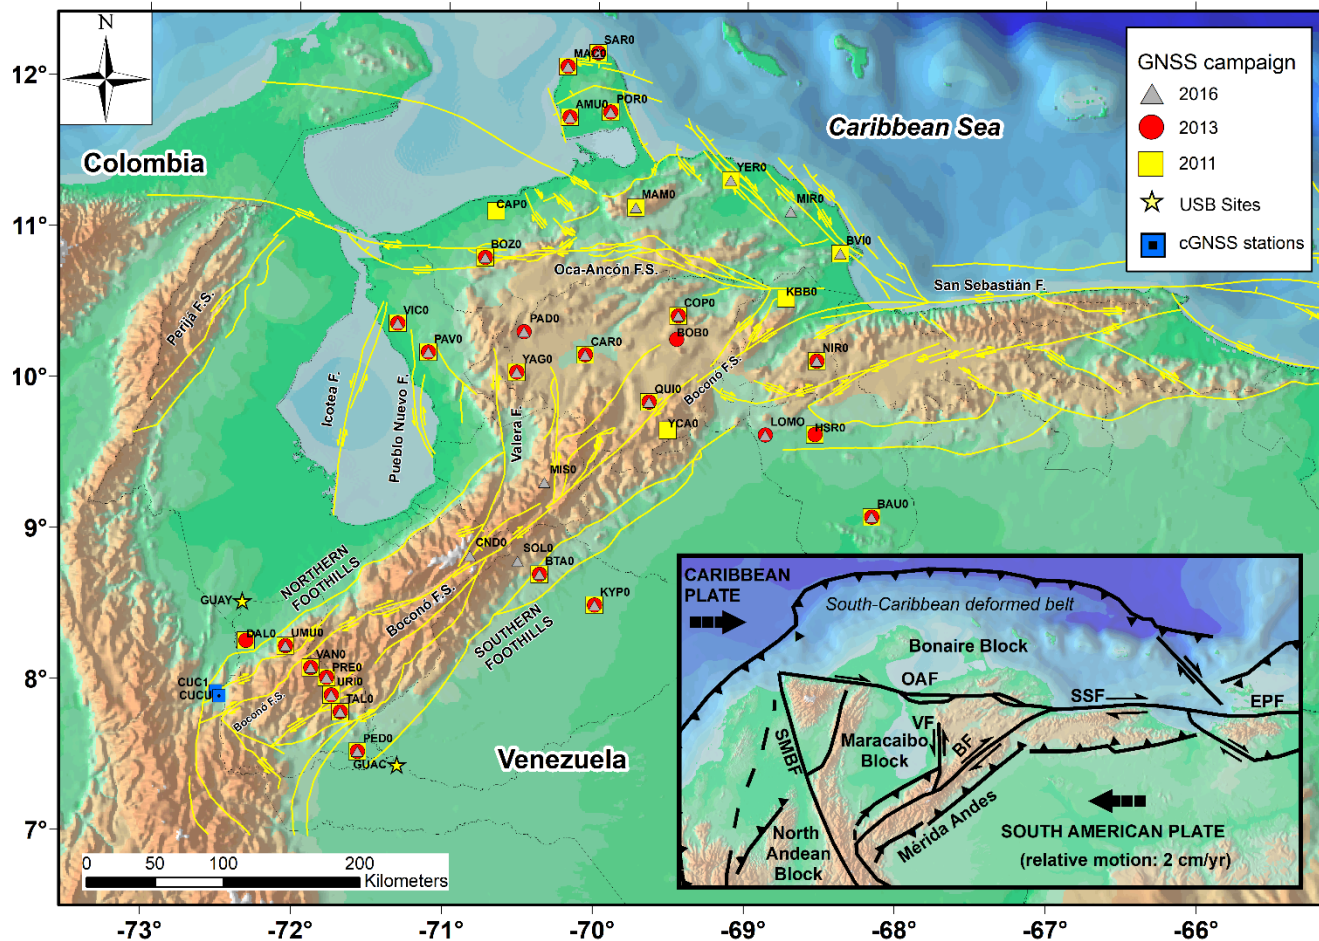 N
12°
11°
10°
9°
8°
7°
-73°
-72°
-71°
-70°
-69°
-68°
-67°
-66°
Colombia
Caribbean Sea
Venezuela
GNSS campaign
2016
2013
2011
USB Sites
cGNSS stations
SAR0
MAC0
AMU0
POR0
YER0
MIR0
MAM0
CAP0
BVI0
BOZ0
Oca-Ancón F.S.
KBB0
San Sebastián F.
Perijá F.S.
VIC0
PAD0
COP0
BOB0
PAV0
CAR0
NIR0
YAG0
Boconó F.S.
QUI0
Icotea F.
Pueblo Nuevo F.
Valera F.
YCA0
LOMO
HSR0
MIS0
BAU0
CND0
SOL0
BTA0
KYP0
NORTHERN
FOOTHILLS
GUAY
Boconó F.S.
SOUTHERN
FOOTHILLS
DAL0
UMU0
VAN0
PRE0
CUC1
CUCU
URI0
TAL0
Boconó F.S.
PED0
GUAC
0
50
100
200
Kilometers
CARIBBEAN
PLATE
South-Caribbean deformed belt
Bonaire Block
OAF
SSF
EPF
SMBF
VF
BF
Maracaibo
Block
Mérida Andes
North
Andean
Block
SOUTH AMERICAN PLATE
(relative motion: 2 cm/yr)